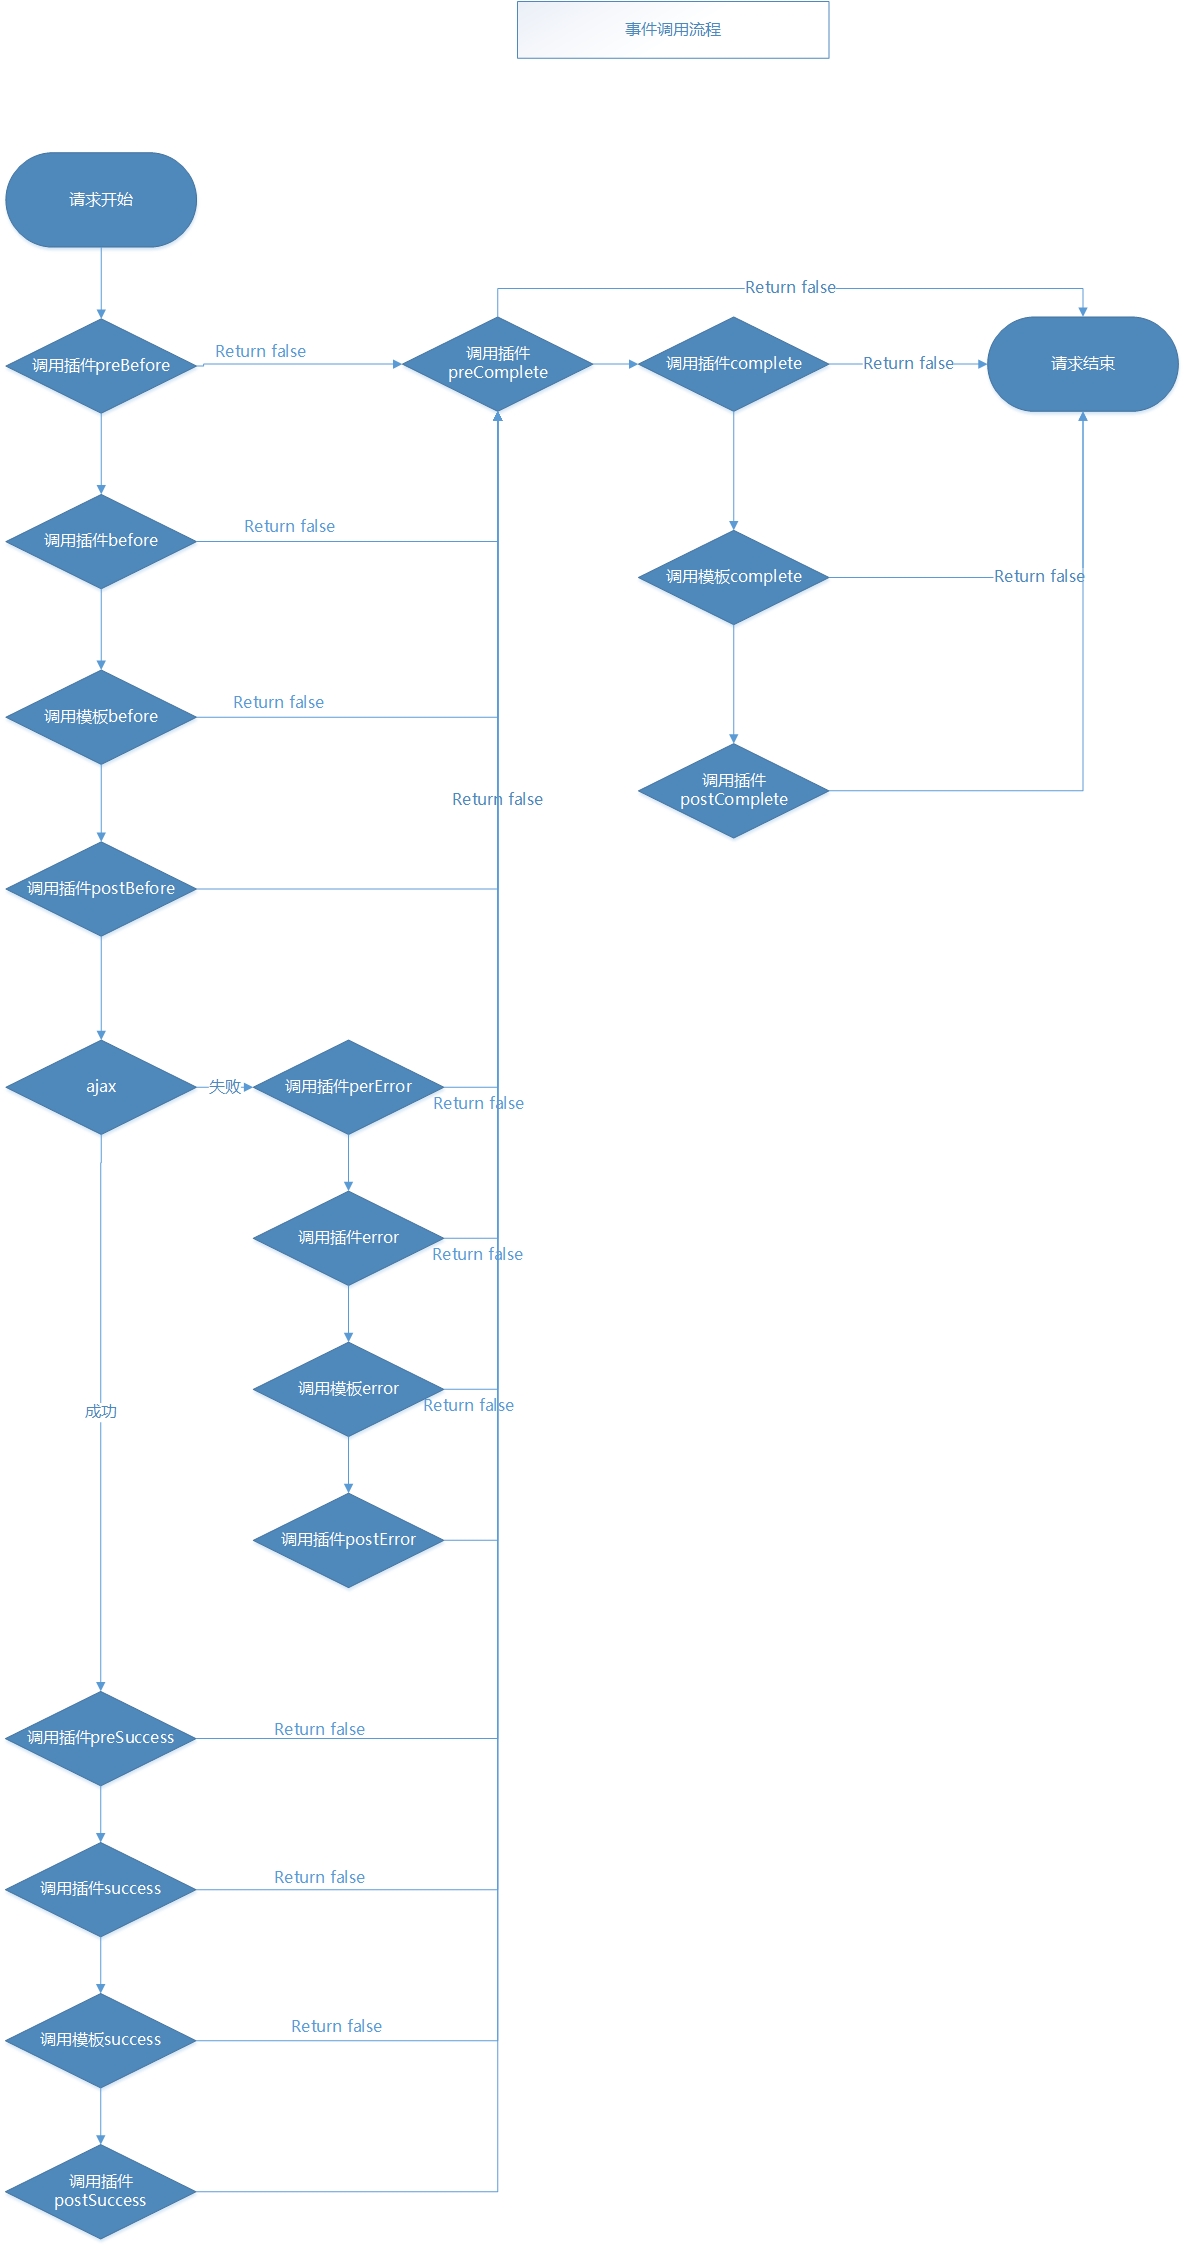 事件调用流程
请求开始
Return false
调用插件preBefore
Return false
调用插件
preComplete
调用插件complete
Return false
请求结束
调用插件before
Return false
调用模板complete
Return false
调用模板before
Return false
调用插件
postComplete
Return false
调用插件postBefore
ajax
失败
调用插件perError
Return false
调用插件error
Return false
调用模板error
Return false
成功
调用插件postError
调用插件preSuccess
Return false
调用插件success
Return false
调用模板success
Return false
调用插件
postSuccess